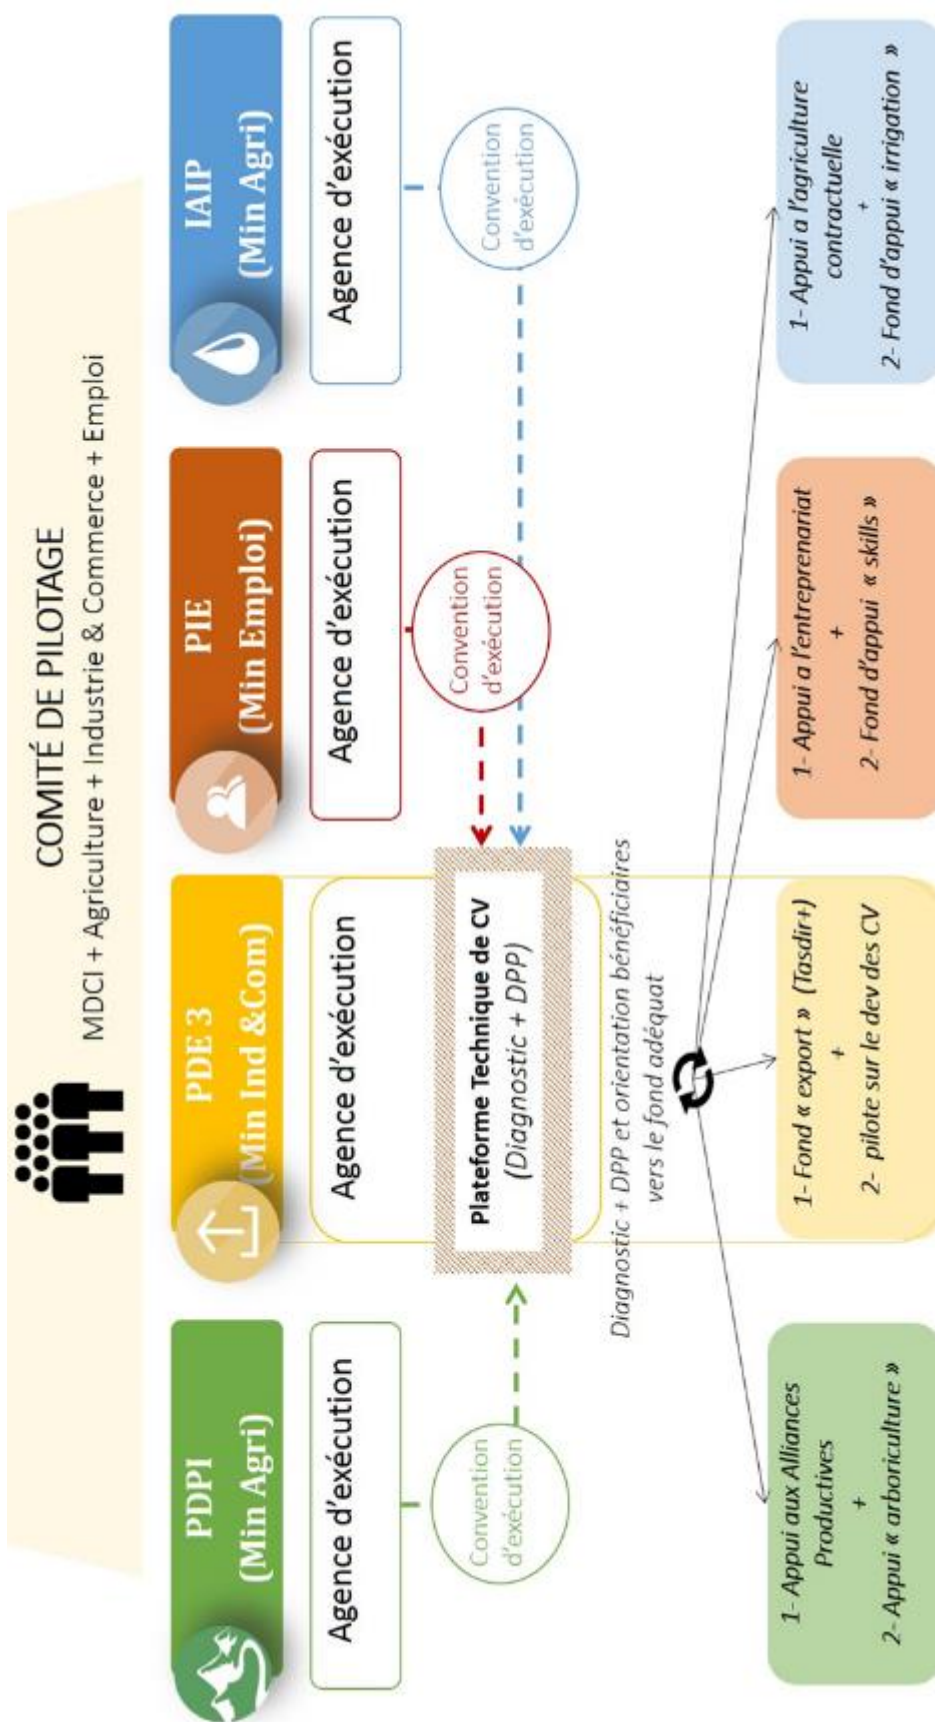 COMITÉ DE PILOTAGE
MDCI + Agriculture + Industrie & Commerce + Emploi
PDPI
(Min Agri)
PDE 3
(Min Ind &Com)
PIE
(Min Emploi)
IAIP
(Min Agri)
Agence d'exécution
Agence d'exécution
Agence d'exécution
Agence d'exécution
Convention
d'exécution
Plateforme Technique de CV
(Diagnostic + DPP)
Convention
d'exécution
Convention
d'exécution
Diagnostic + DPP et orientation bénéficiaires
vers le fond adéquat
1- Appui aux Alliances
Productives
+
2- Appui « arboriculture »
1- Fond « export » (Tasdir+)
+
2- pilote sur le dev des CV
1- Appui a l'entreprenariat
+
2- Fond d'appui « skills »
1- Appui a l'agriculture
contractuelle
+
2- Fond d'appui « irrigation »